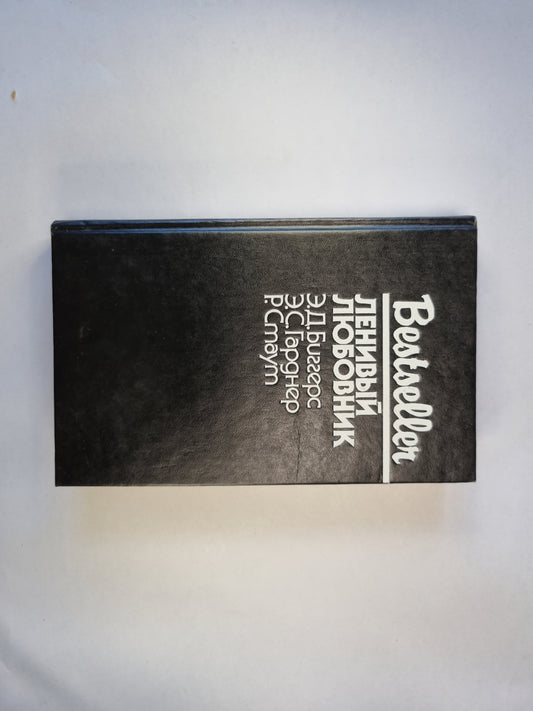 Bestseller
ЛЕНИВЫЙ
ЛЮБОВНИК
Э.Д.Биггерс
Э.С.Гарднер
Р.Стаут